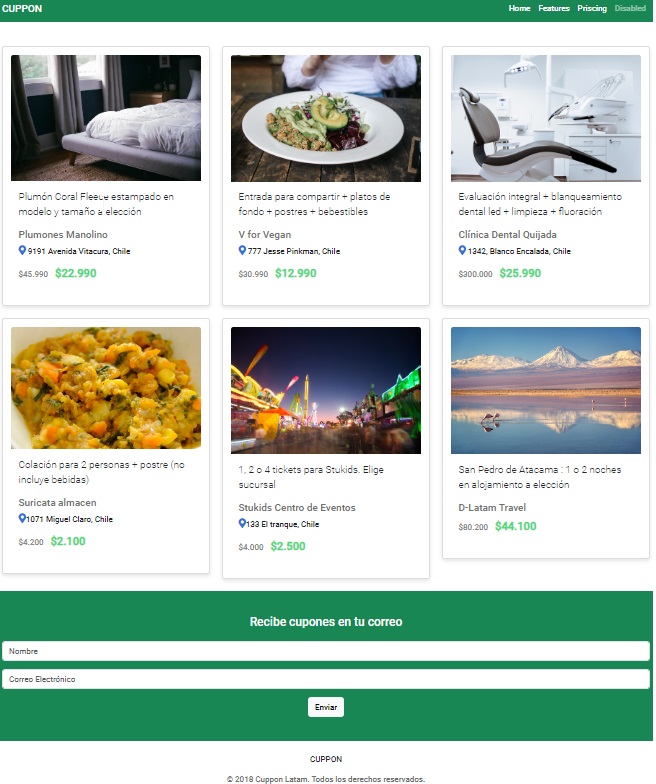 CUPPON
Home Features Priscing Disabled
Plumón Coral Fleece estampado en
modelo y tamaño a elección
Plumones Manolino
9191 Avenida Vitacura, Chile
$45.990 $22.990
Entrada para compartir + platos de
fondo + postres + bebestibles
V for Vegan
777 Jesse Pinkman, Chile
$30.990 $12.990
Evaluación integral + blanqueamiento
dental led + limpieza + fluoración
Clínica Dental Quijada
1342, Blanco Encalada, Chile
$300.000 $25.990
Colación para 2 personas + postre (no
incluye bebidas)
Suricata almacen
1071 Miguel Claro, Chile
$4.200 $2.100
1, 2 o 4 tickets para Stukids. Elige
sucursal
Stukids Centro de Eventos
133 El tranque, Chile
$4.000 $2.500
San Pedro de Atacama : 1 o 2 noches
en alojamiento a elección
D-Latam Travel
$80.200 $44.100
Recibe cupones en tu correo
Nombre
Correo Electrónico
Enviar
CUPPON
© 2018 Cuppon Latam. Todos los derechos reservados.